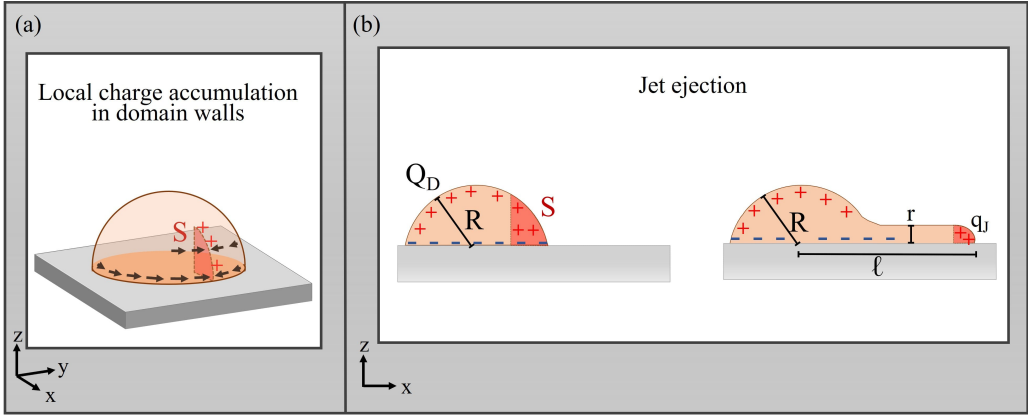 (a)
Local charge accumulation
in domain walls
S
z
y
x
(b)
Jet ejection
Q_D
R
S
R
r
q_J
ℓ
z
x